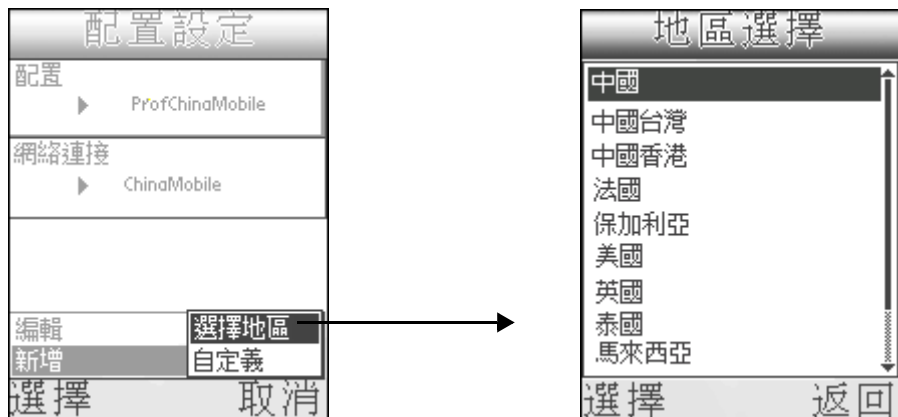 配置設定
配置
ProfChinaMobile
網絡連接
ChinaMobile
編輯
新增
選擇地區
自定義
選擇 取消
地區選擇
中國
中國台灣
中國香港
法國
保加利亞
美國
英國
泰國
馬來西亞
選擇 返回